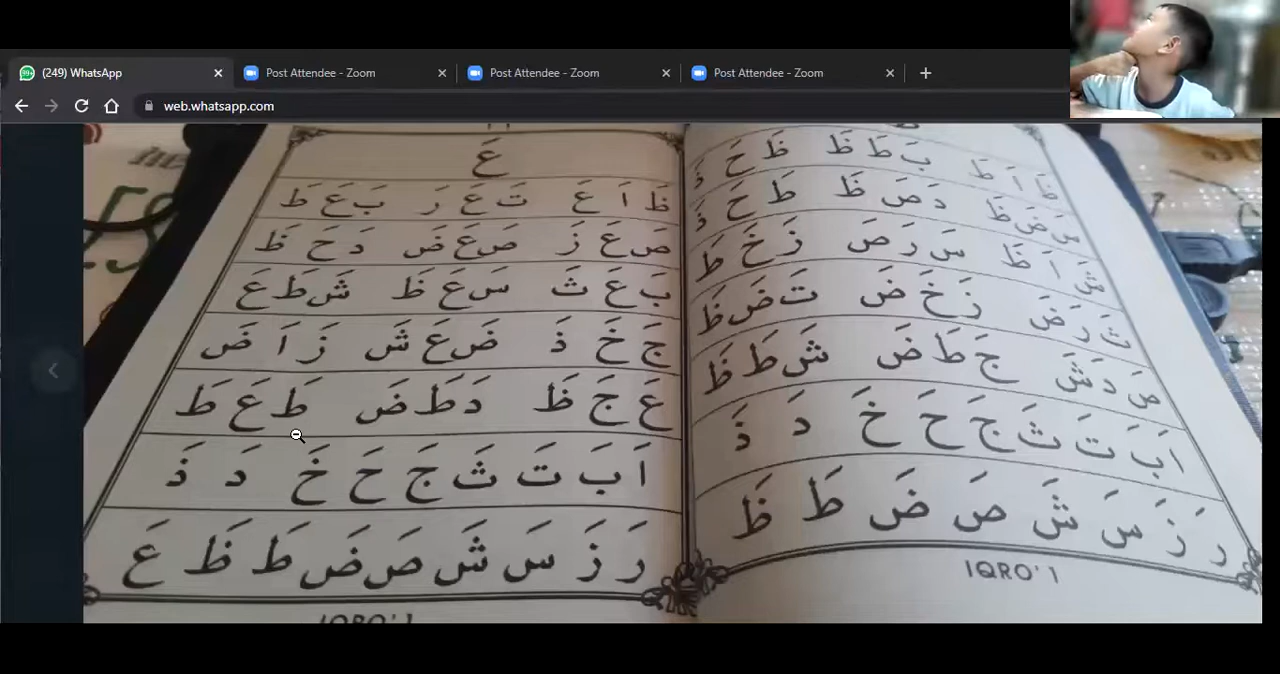 (249) WhatsApp
Post Attendee - Zoom
Post Attendee - Zoom
Post Attendee - Zoom
web.whatsapp.com
ظَ اَ طَ بَ طَ ظَ ظَ حَ ذَ
سَ ضَ ظَ دَ صَ ظَ طَ حَ ذَ
شَ اَ ظَ سَ رَ صَ زَ خَ طَ
ثَ رَ ضَ زَ خَ ضَ تَ ضَ ظَ
صَ دَ شَ جَ طَ ضَ شَ طَ ظَ
اَ بَ تَ ثَ جَ حَ خَ دَ ذَ
رَ زَ سَ شَ صَ ضَ طَ ظَ
IQRO' 1
عَ
ظَ اَ عَ تَ عَ رَ بَ عَ طَ
صَ عَ زَ صَ عَ ضَ دَ حَ ظَ
بَ عَ ثَ سَ عَ ظَ شَ طَ عَ
جَ خَ ذَ ضَ عَ شَ زَ اَ ضَ
عَ جَ ظَ دَ طَ ضَ طَ عَ طَ
اَ بَ تَ ثَ جَ حَ خَ دَ ذَ
رَ زَ سَ شَ صَ ضَ طَ ظَ عَ
IQRO' 1